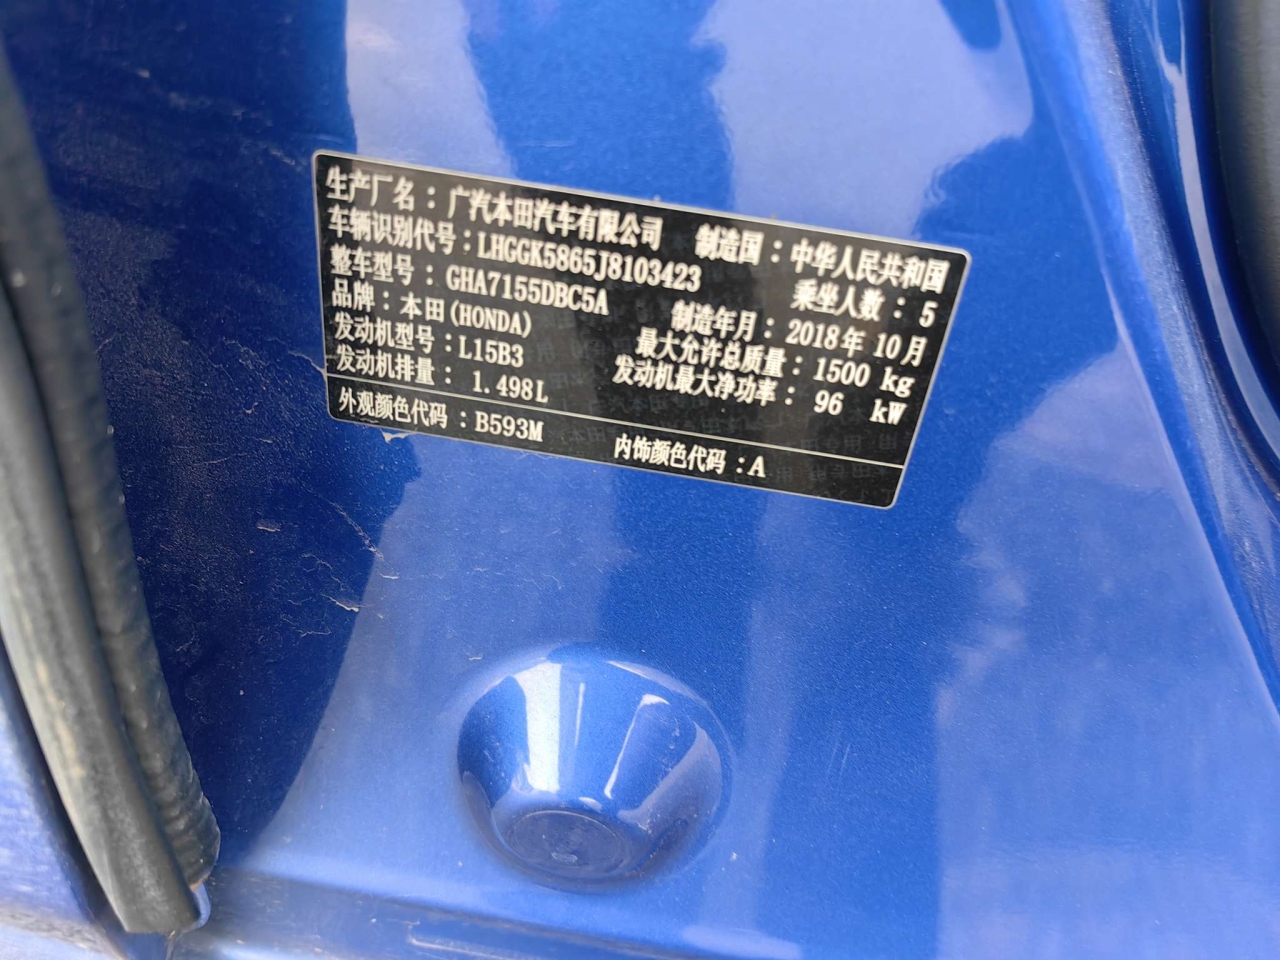 生产厂名：广汽本田汽车有限公司 制造国：中华人民共和国
车辆识别代号：LHGGK5865J8103423 乘坐人数：5
整车型号：GHA7155DBC5A 制造年月：2018年10月
品牌：本田(HONDA) 最大允许总质量：1500 kg
发动机型号：L15B3 发动机最大净功率：96 kW
发动机排量：1.498L
外观颜色代码：B593M 内饰颜色代码：A